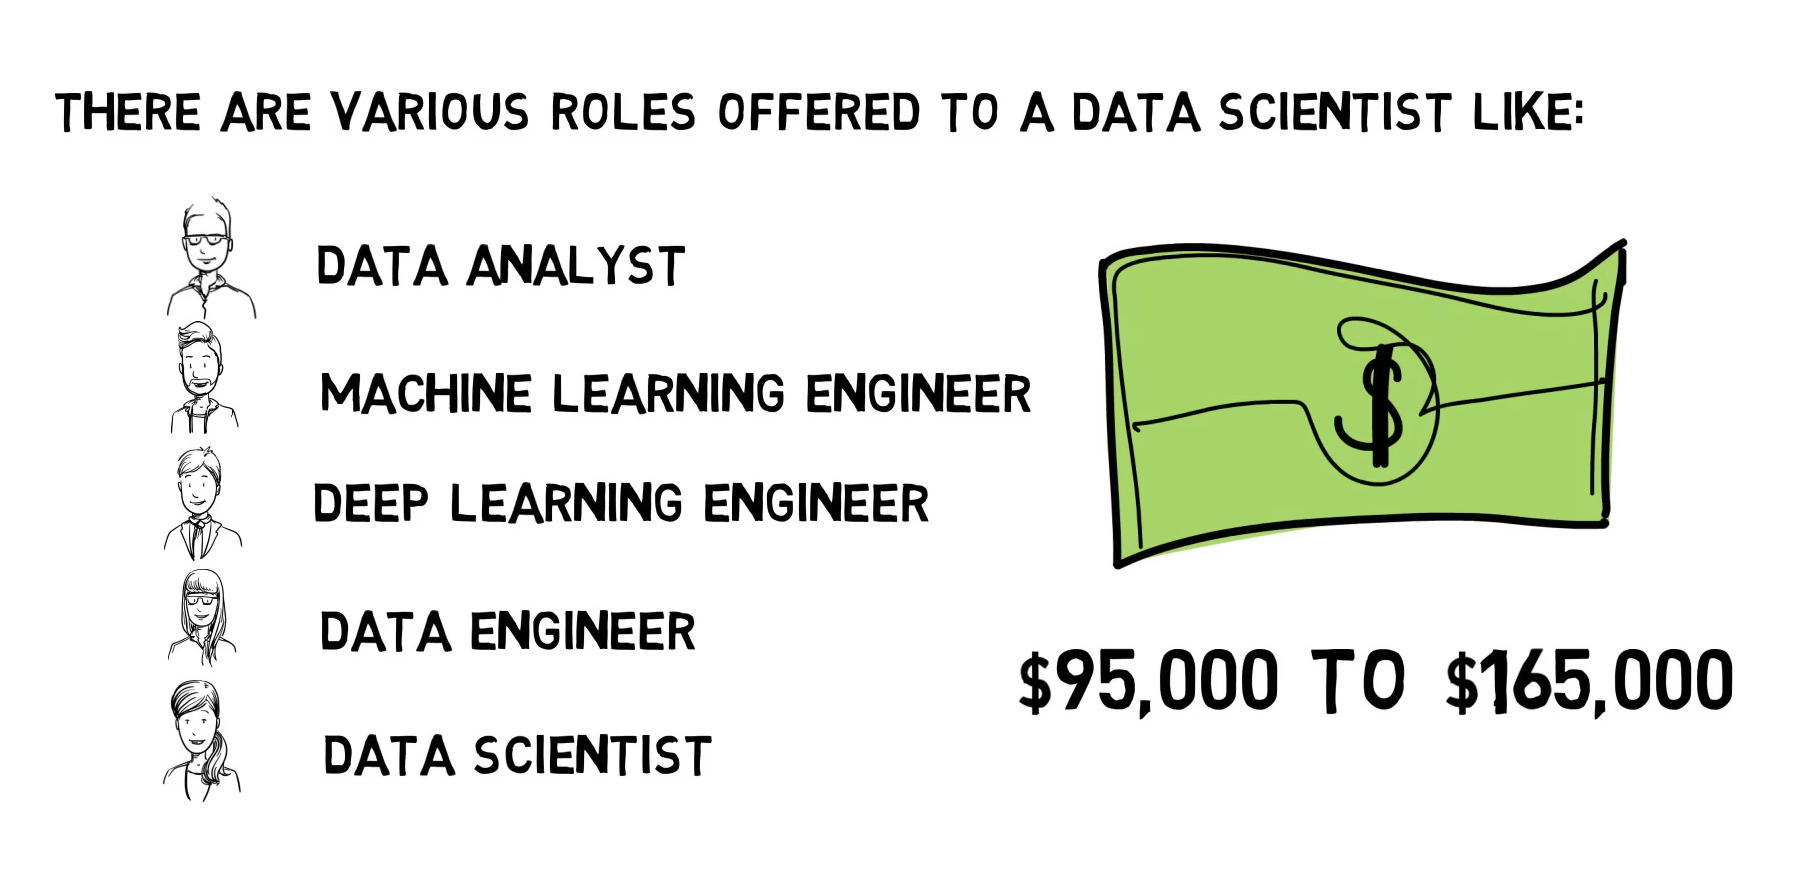 THERE ARE VARIOUS ROLES OFFERED TO A DATA SCIENTIST LIKE:
DATA ANALYST
MACHINE LEARNING ENGINEER
DEEP LEARNING ENGINEER
DATA ENGINEER
DATA SCIENTIST
$
$95,000 TO $165,000